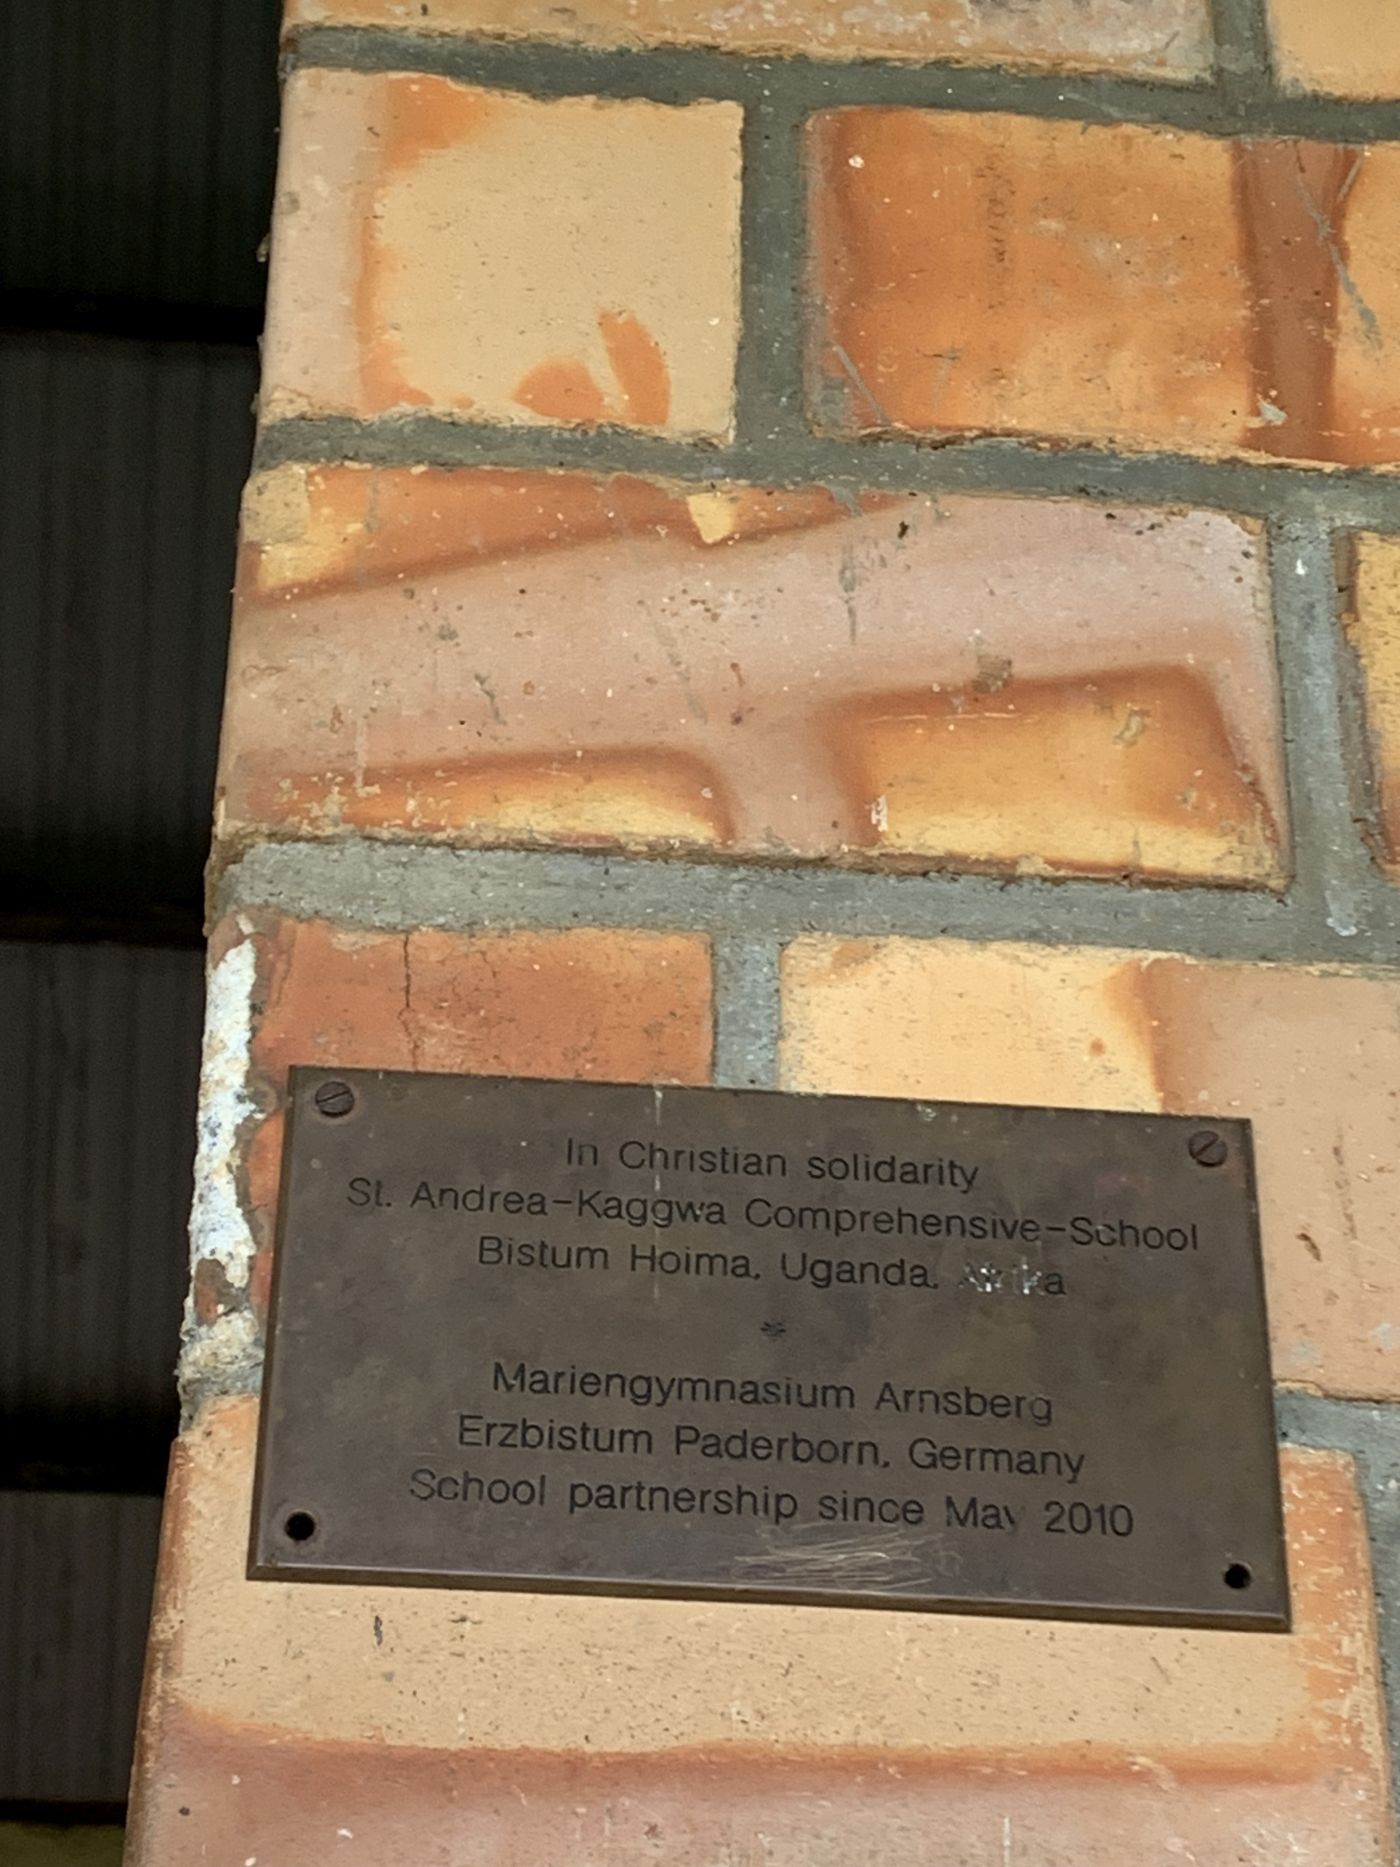 In Christian solidarity
St. Andrea-Kaggwa Comprehensive-School
Bistum Hoima, Uganda, Afrika
*
Mariengymnasium Arnsberg
Erzbistum Paderborn, Germany
School partnership since May 2010